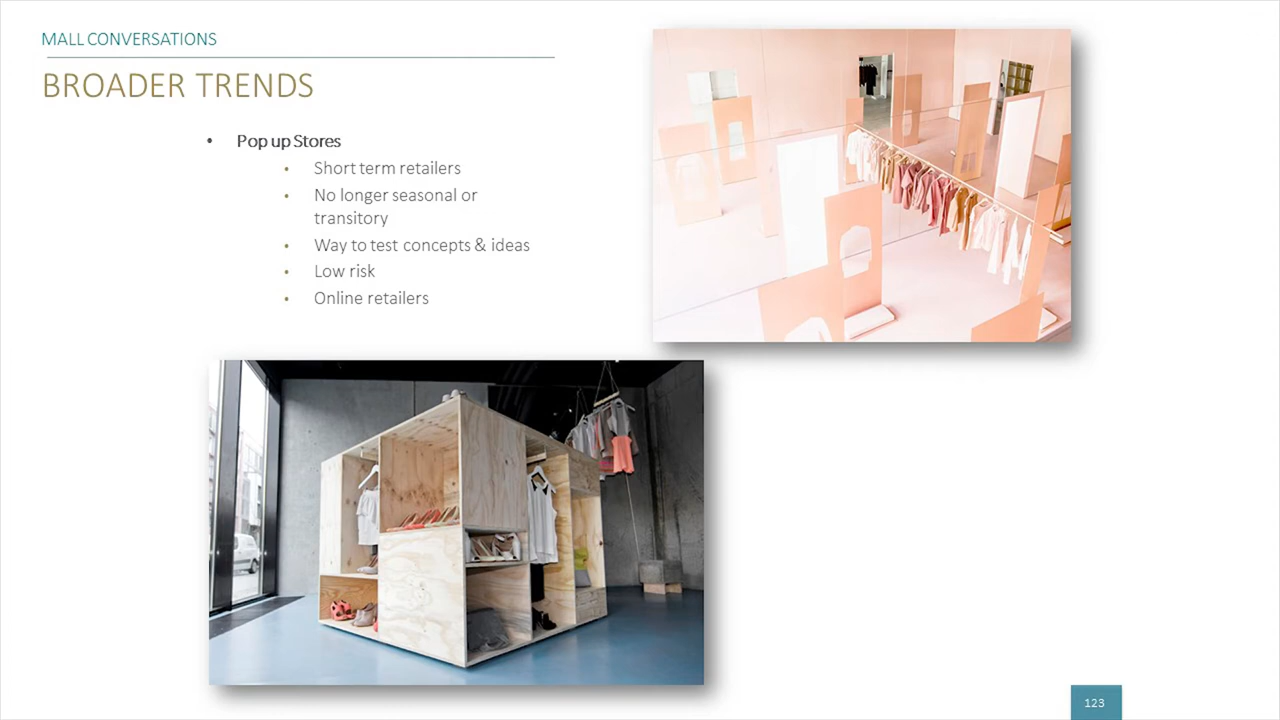 MALL CONVERSATIONS
BROADER TRENDS
• Pop up Stores
• Short term retailers
• No longer seasonal or
transitory
• Way to test concepts & ideas
• Low risk
• Online retailers
123